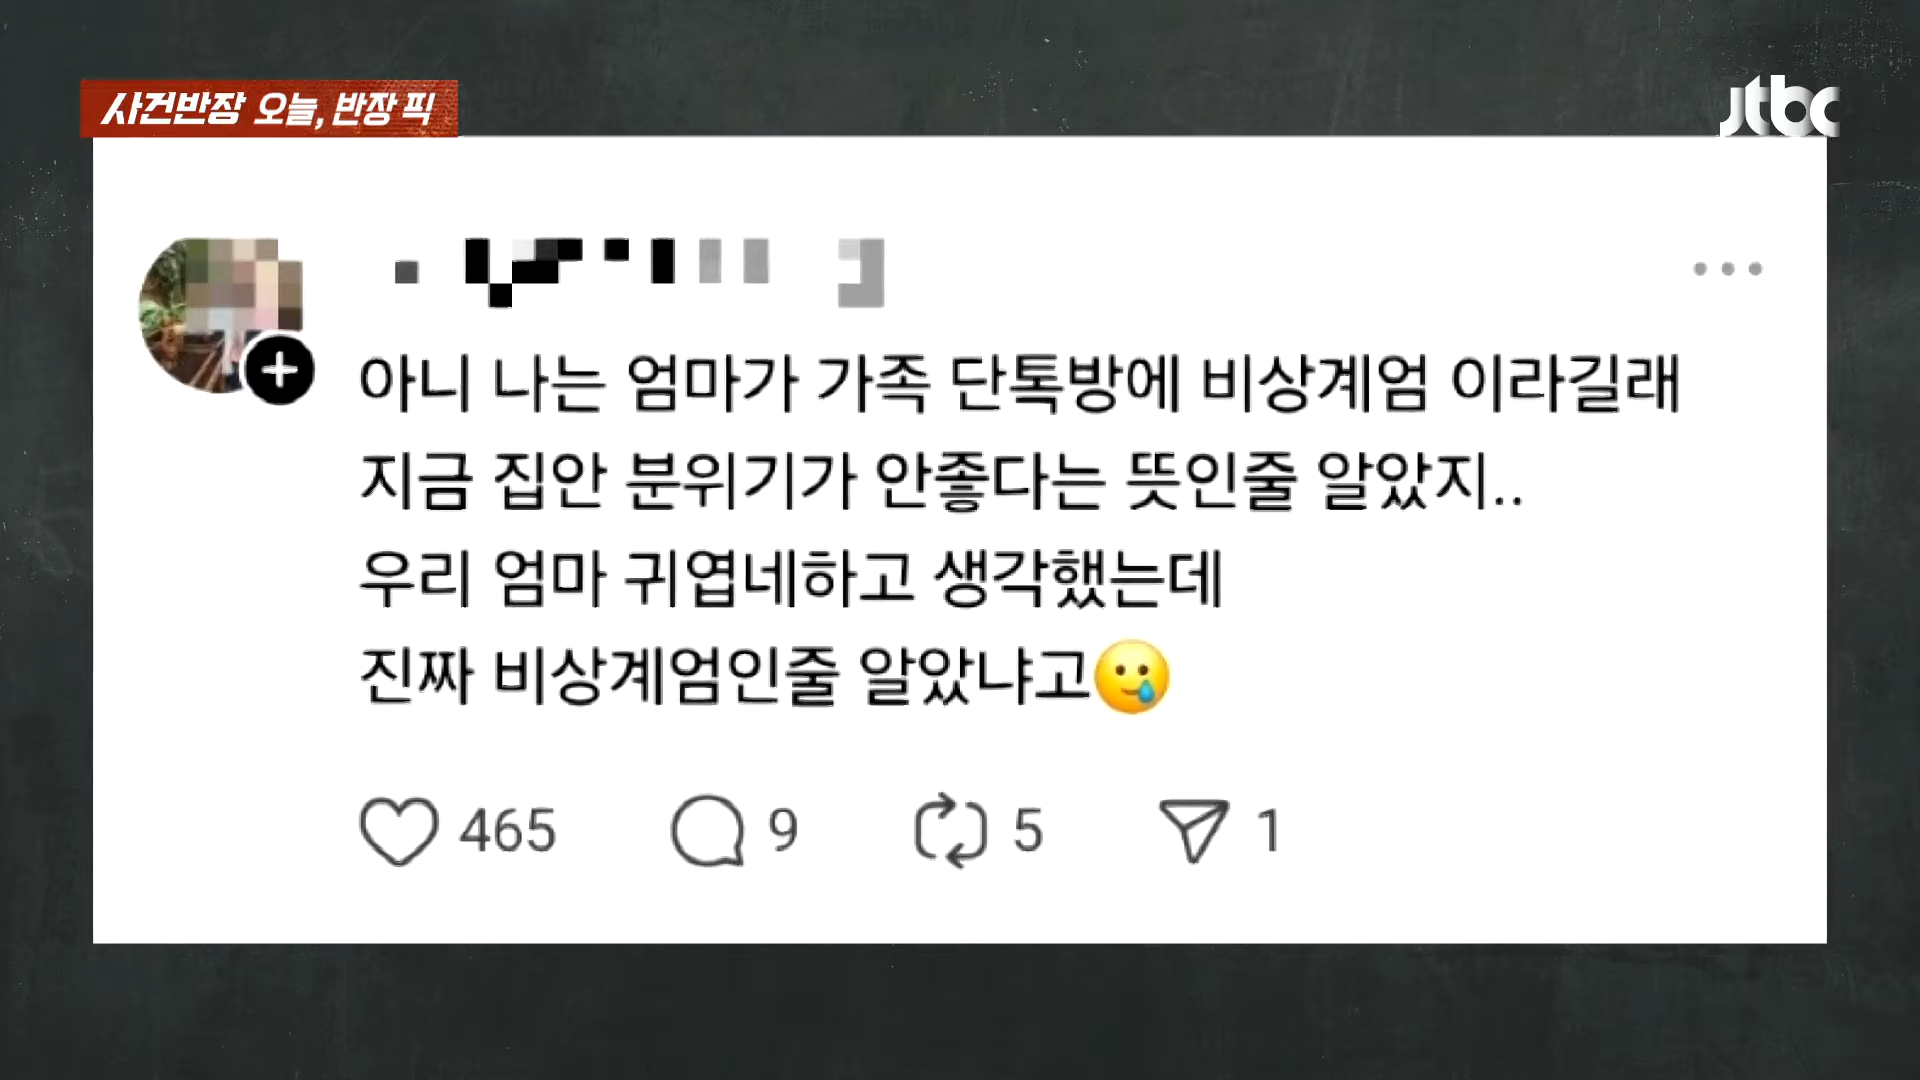 사건반장 오늘, 반장 픽
jtbc
아니 나는 엄마가 가족 단톡방에 비상계엄 이라길래
지금 집안 분위기가 안좋다는 뜻인줄 알았지..
우리 엄마 귀엽네하고 생각했는데
진짜 비상계엄인줄 알았냐고🥲
465 9 5 1